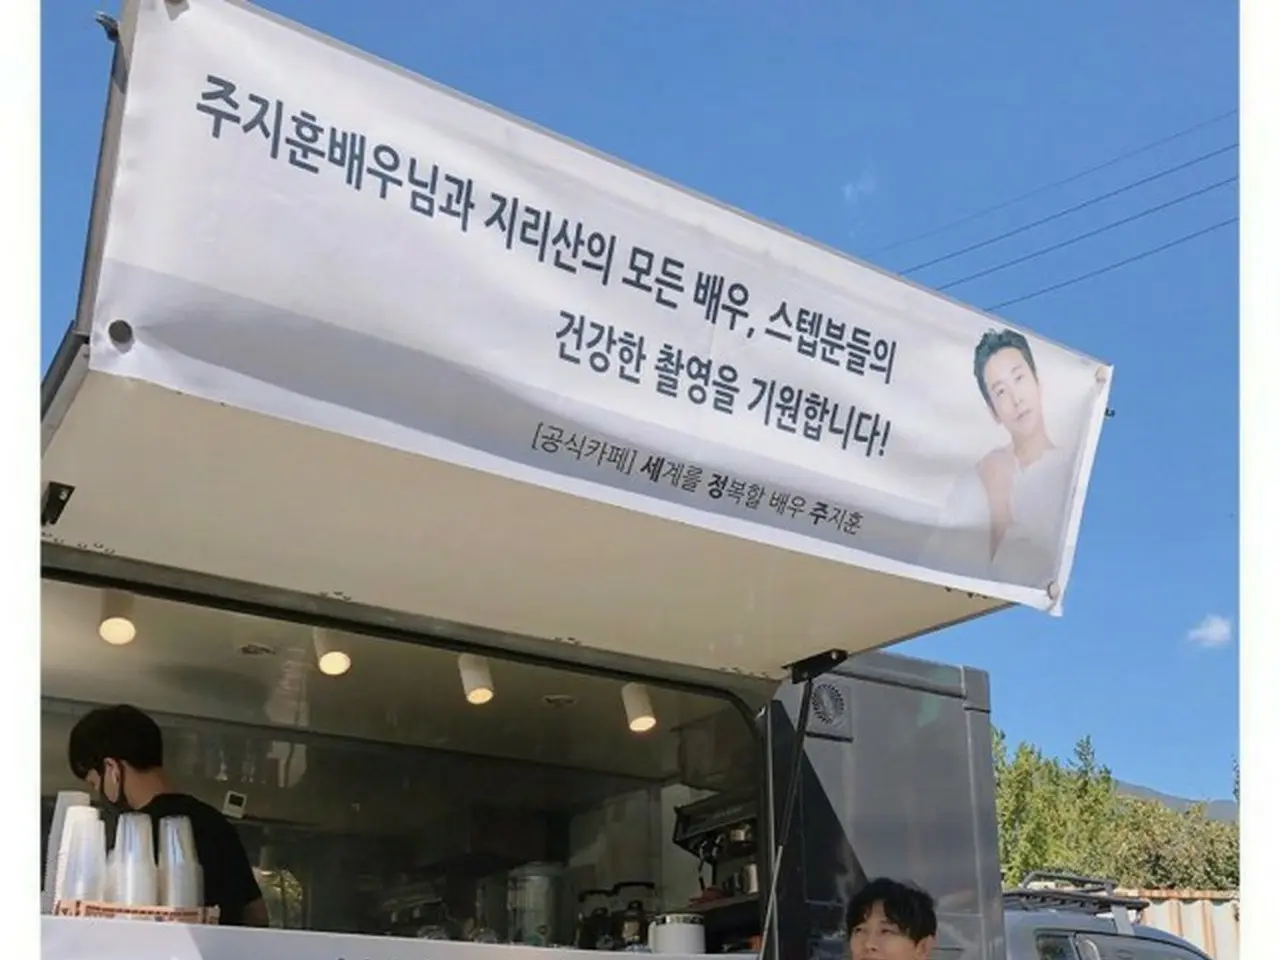 주지훈배우님과 지리산의 모든 배우, 스텝분들의
건강한 촬영을 기원합니다!
[공식카페] 세계를 정복할 배우 주지훈